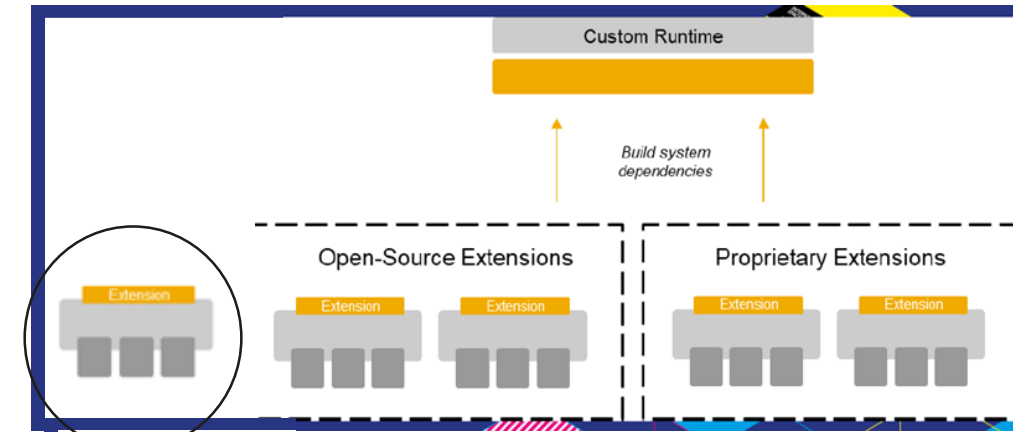 Custom Runtime
Build system
dependencies
Open-Source Extensions
Proprietary Extensions
Extension
Extension
Extension
Extension
Extension